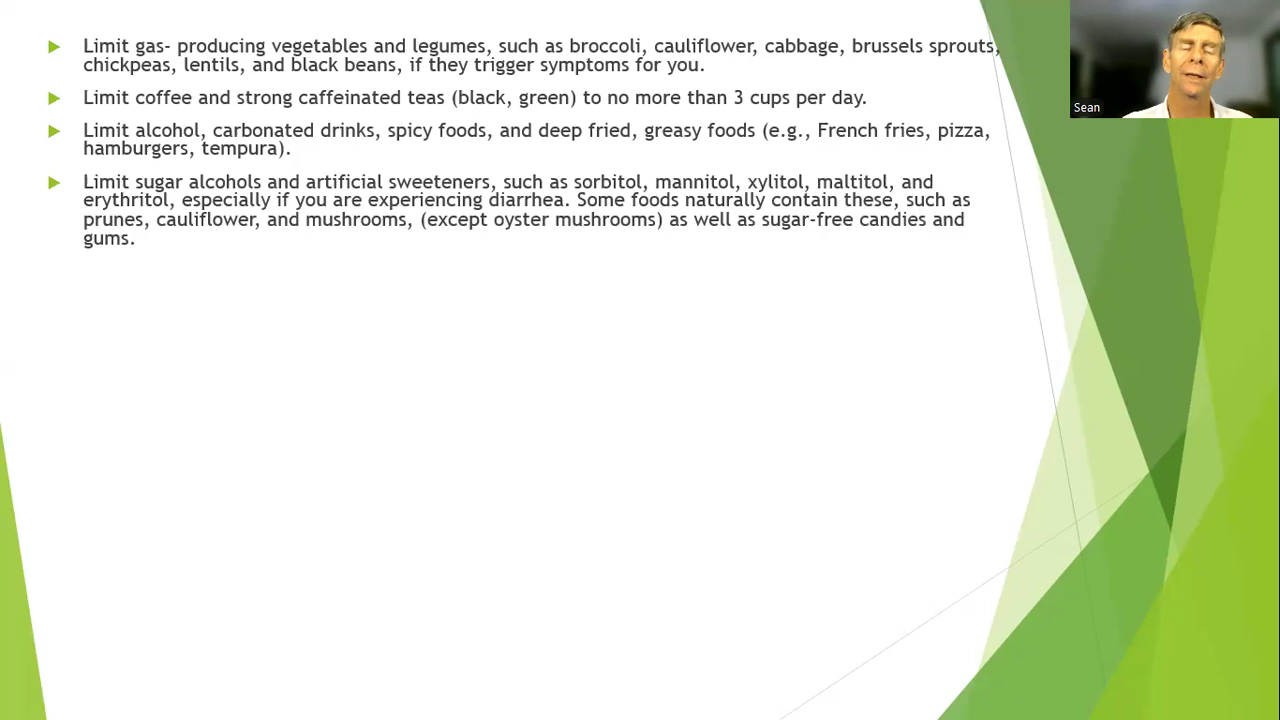 Limit gas- producing vegetables and legumes, such as broccoli, cauliflower, cabbage, brussels sprouts,
chickpeas, lentils, and black beans, if they trigger symptoms for you.
Limit coffee and strong caffeinated teas (black, green) to no more than 3 cups per day.
Limit alcohol, carbonated drinks, spicy foods, and deep fried, greasy foods (e.g., French fries, pizza,
hamburgers, tempura).
Limit sugar alcohols and artificial sweeteners, such as sorbitol, mannitol, xylitol, maltitol, and
erythritol, especially if you are experiencing diarrhea. Some foods naturally contain these, such as
prunes, cauliflower, and mushrooms, (except oyster mushrooms) as well as sugar-free candies and
gums.
Sean